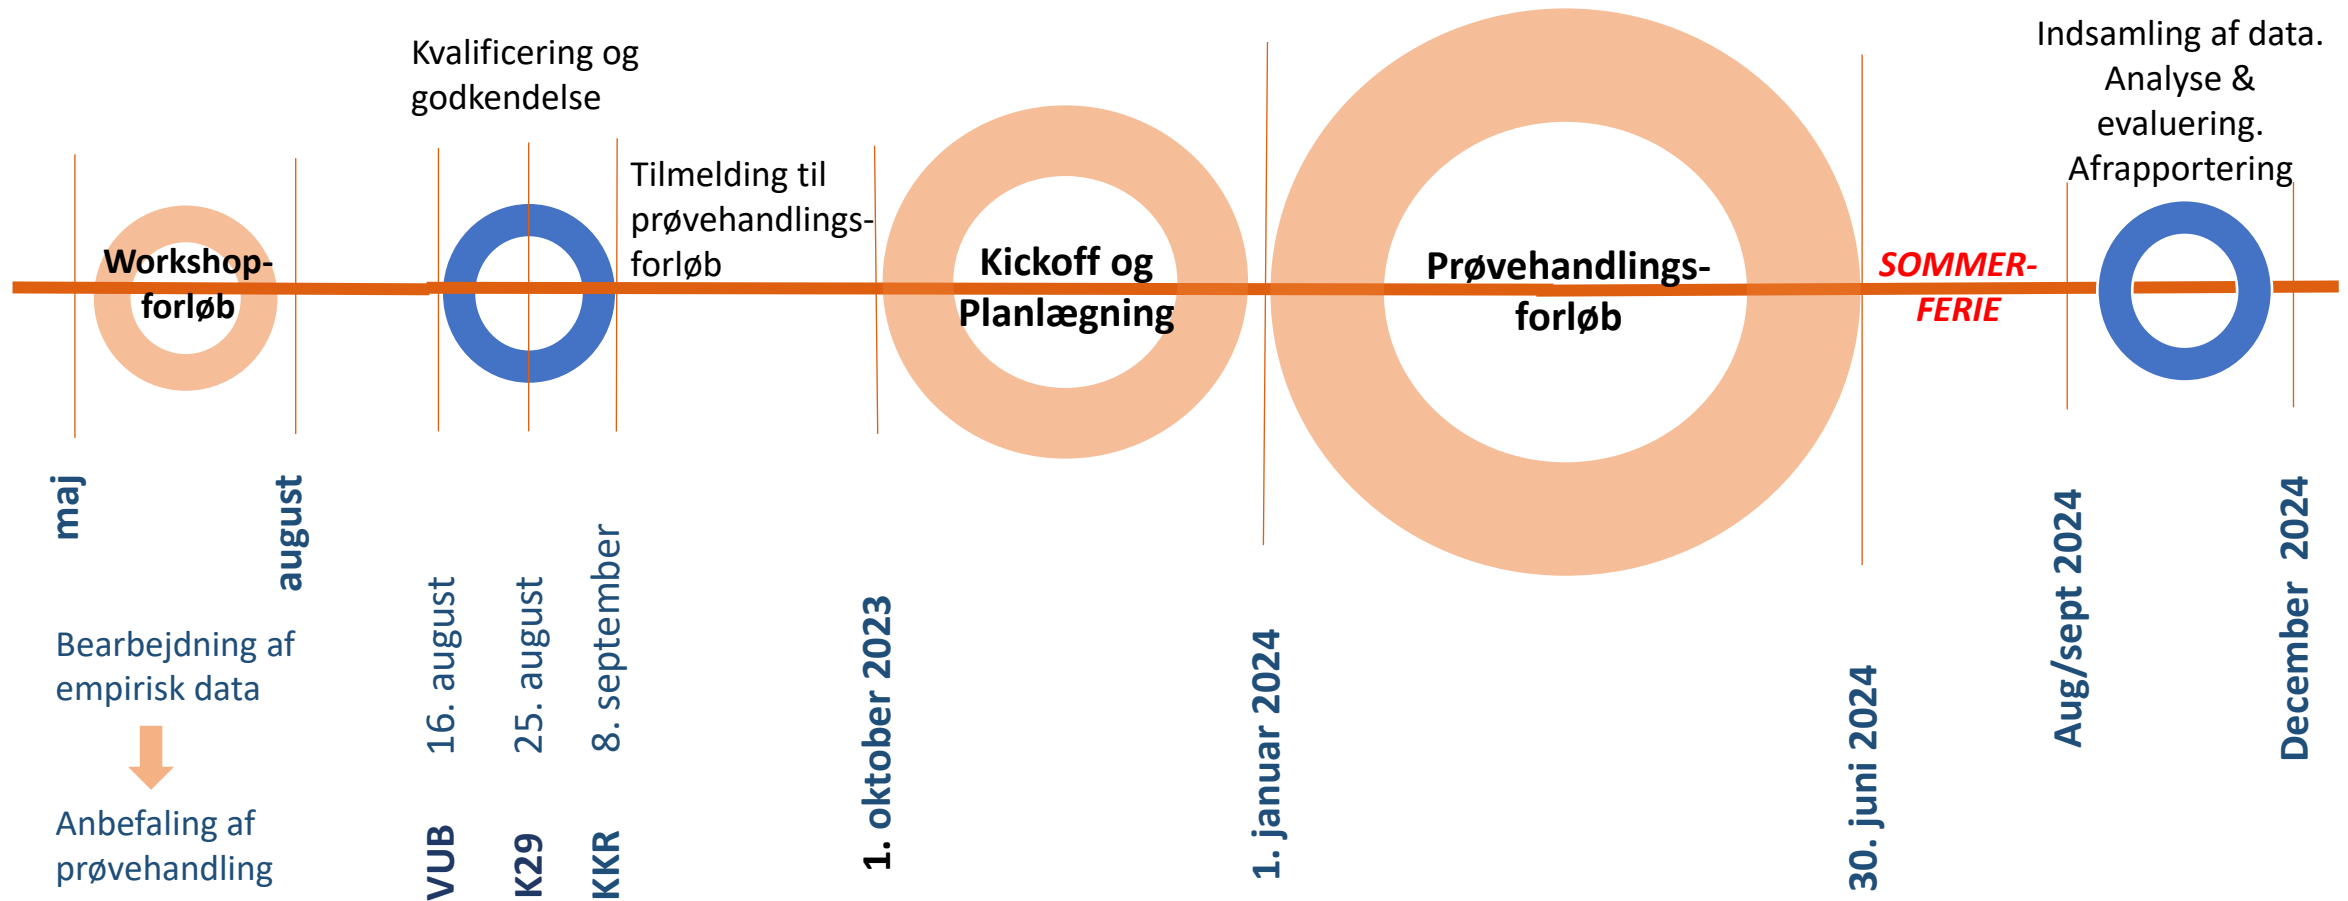 Kvalificering og
godkendelse
Indsamling af data.
Analyse &
evaluering.
Afrapportering
Tilmelding til
prøvehandlings-
forløb
Workshop-
forløb
Kickoff og
Planlægning
Prøvehandlings-
forløb
SOMMER-
FERIE
maj
august
16. august
25. august
8. september
1. oktober 2023
1. januar 2024
30. juni 2024
Aug/sept 2024
December 2024
VUB
K29
KKR
Bearbejdning af
empirisk data
Anbefaling af
prøvehandling